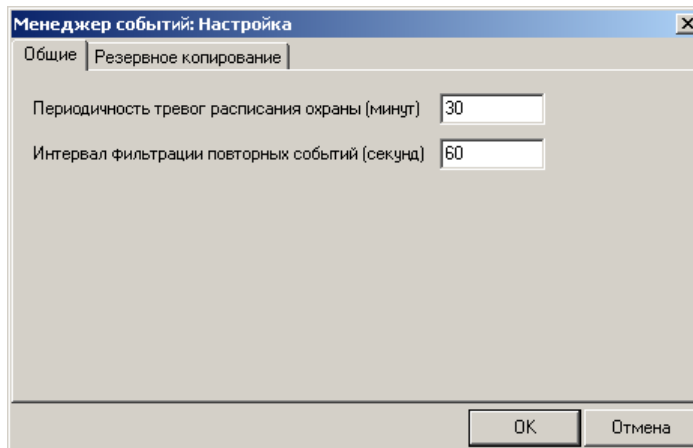 Менеджер событий: Настройка
Общие Резервное копирование
Периодичность тревог расписания охраны (минут) 30
Интервал фильтрации повторных событий (секунд) 60
OK Отмена